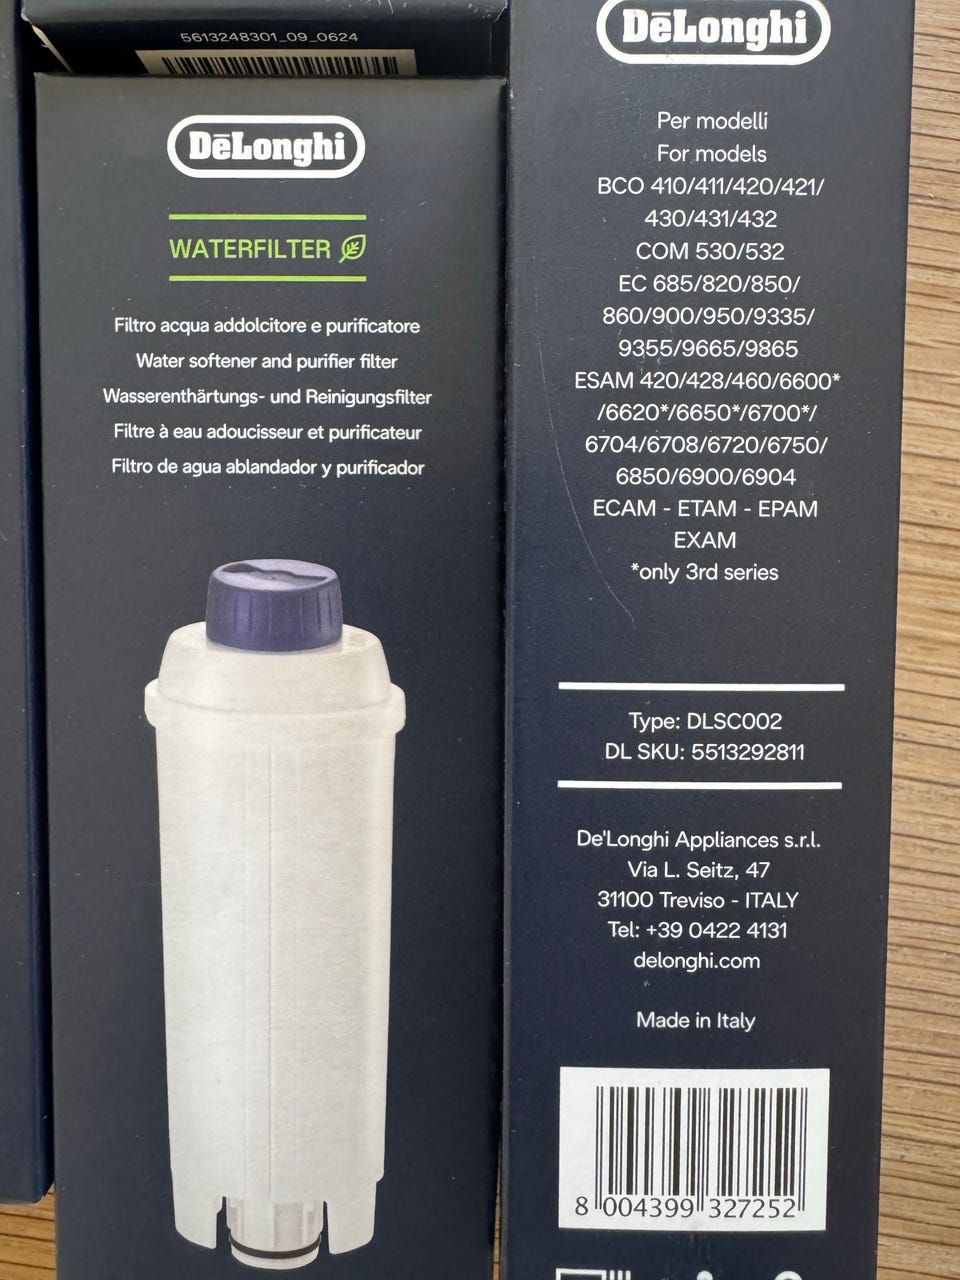 5613248301_09_0624
DēLonghi
WATERFILTER
Filtro acqua addolcitore e purificatore
Water softener and purifier filter
Wasserenthärtungs- und Reinigungsfilter
Filtre à eau adoucisseur et purificateur
Filtro de agua ablandador y purificador
DēLonghi
Per modelli
For models
BCO 410/411/420/421/
430/431/432
COM 530/532
EC 685/820/850/
860/900/950/9335/
9355/9665/9865
ESAM 420/428/460/6600*
/6620*/6650*/6700*/
6704/6708/6720/6750/
6850/6900/6904
ECAM - ETAM - EPAM
EXAM
*only 3rd series
Type: DLSC002
DL SKU: 5513292811
De'Longhi Appliances s.r.l.
Via L. Seitz, 47
31100 Treviso - ITALY
Tel: +39 0422 4131
delonghi.com
Made in Italy
8 004399 327252